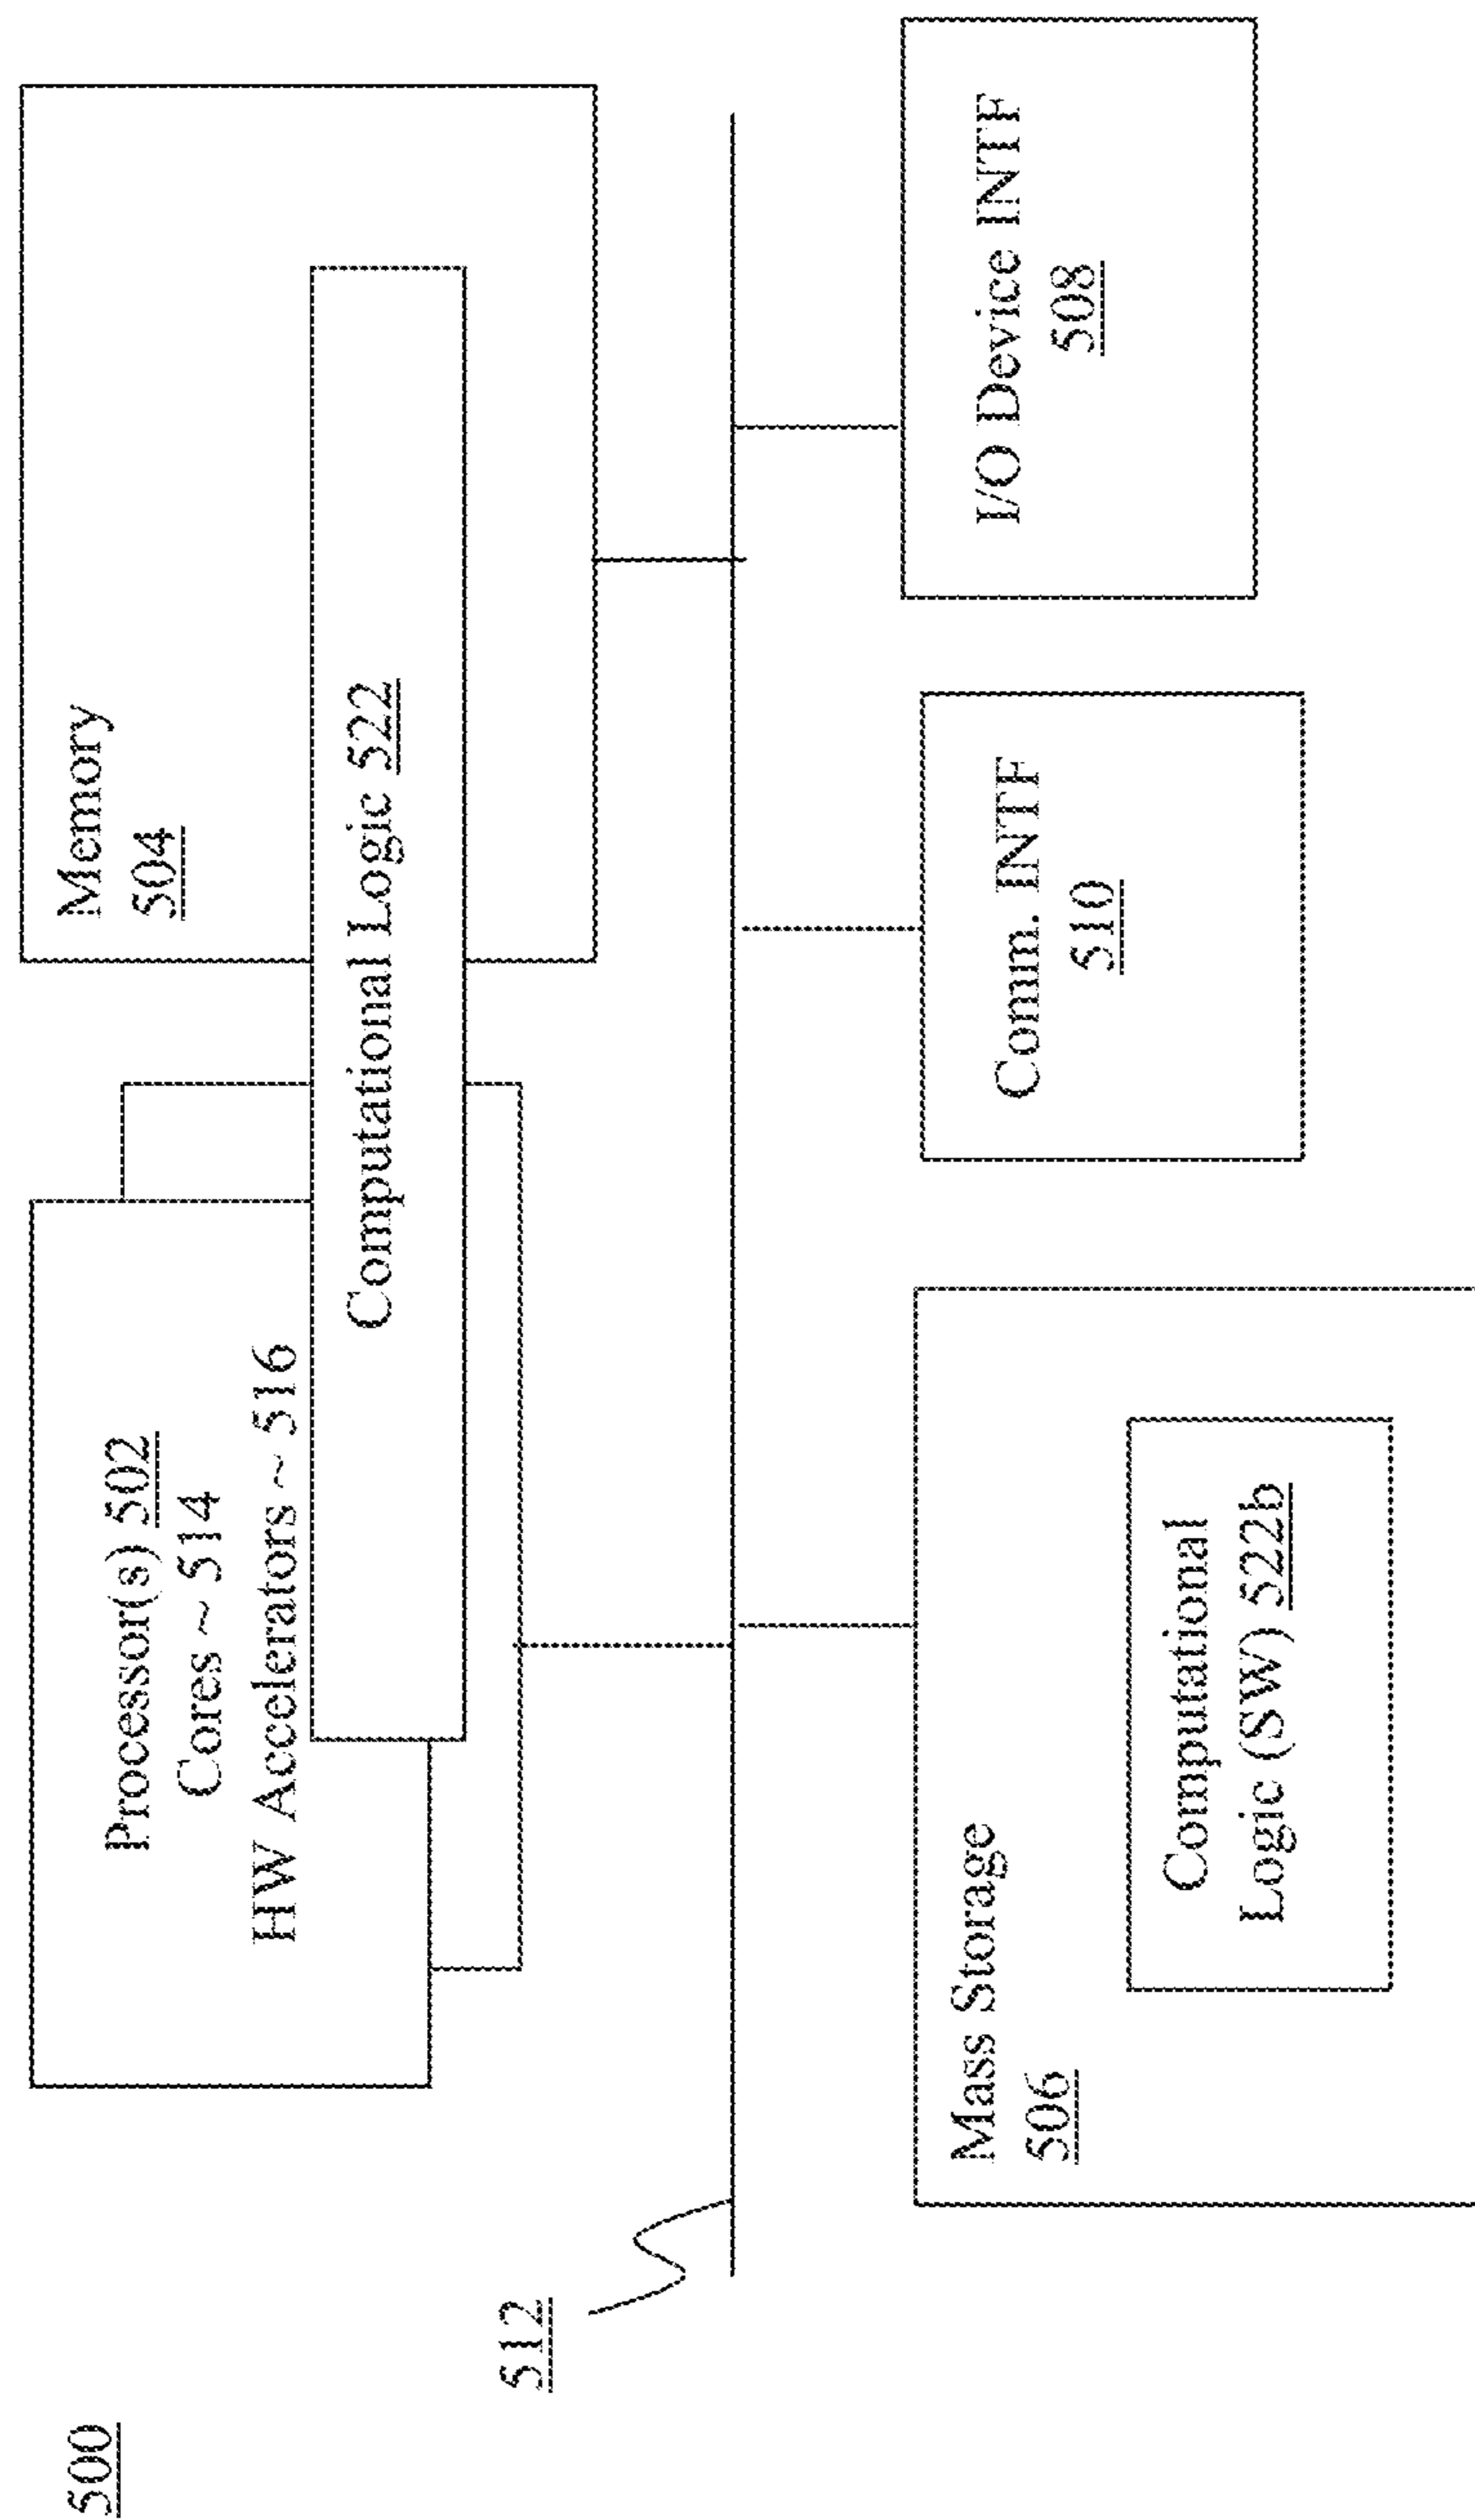 500
Processor(s) 502
Cores ~ 514
HW Accelerators ~ 516
Memory
504
Computational Logic 522
512
Mass Storage
506
Computational
Logic (SW) 522b
Comm. INTF
510
I/O Device INTF
508